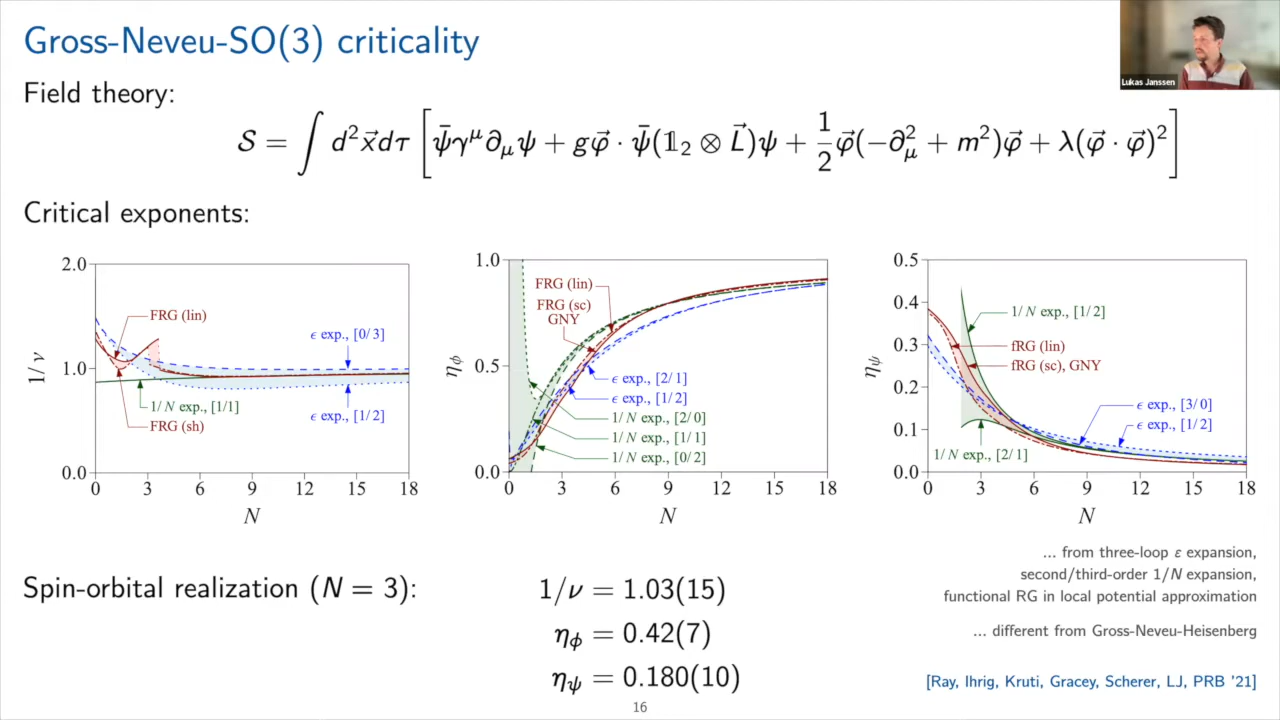 Gross-Neveu-SO(3) criticality
Lukas Janssen
Field theory:
𝒮 = ∫ d²x⃗dτ [ψ̄γ^μ∂_μψ + gφ⃗ · ψ̄(𝟙₂ ⊗ L⃗)ψ + 1/2 φ⃗(−∂²_μ + m²)φ⃗ + λ(φ⃗ · φ⃗)²]
Critical exponents:
2.0
1.0
0.0
1/ν
FRG (lin)
ϵ exp., [0/3]
1/N exp., [1/1]
FRG (sh)
ϵ exp., [1/2]
0 3 6 9 12 15 18
N
1.0
0.5
0.0
η_ϕ
FRG (lin)
FRG (sc)
GNY
ϵ exp., [2/1]
ϵ exp., [1/2]
1/N exp., [2/0]
1/N exp., [1/1]
1/N exp., [0/2]
0 3 6 9 12 15 18
N
0.5
0.4
0.3
0.2
0.1
0.0
η_ψ
1/N exp., [1/2]
fRG (lin)
fRG (sc), GNY
ϵ exp., [3/0]
ϵ exp., [1/2]
1/N exp., [2/1]
0 3 6 9 12 15 18
N
... from three-loop ε expansion,
second/third-order 1/N expansion,
functional RG in local potential approximation
... different from Gross-Neveu-Heisenberg
Spin-orbital realization (N = 3):
1/ν = 1.03(15)
η_ϕ = 0.42(7)
η_ψ = 0.180(10)
[Ray, Ihrig, Kruti, Gracey, Scherer, LJ, PRB '21]
16